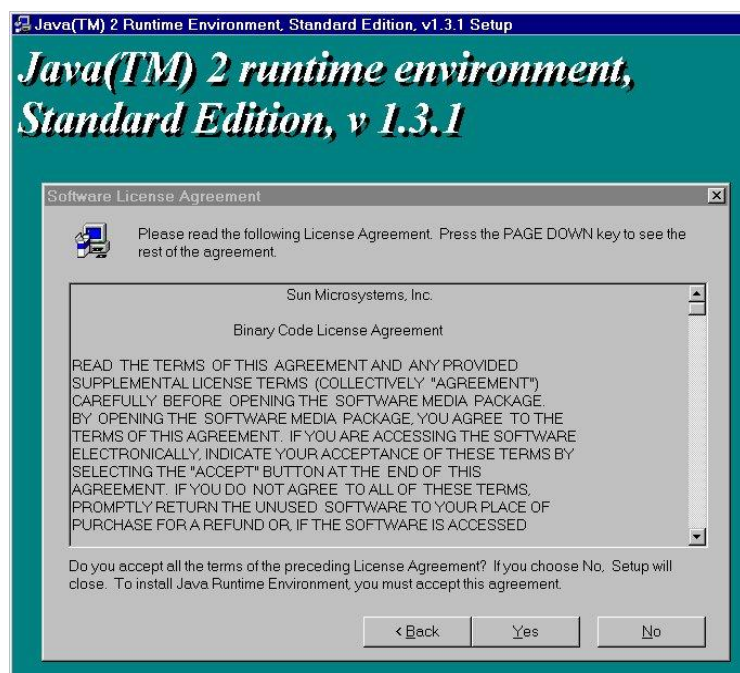 Java(TM) 2 Runtime Environment, Standard Edition, v1.3.1 Setup
Java(TM) 2 runtime environment,
Standard Edition, v 1.3.1
Software License Agreement
Please read the following License Agreement. Press the PAGE DOWN key to see the
rest of the agreement.
Sun Microsystems, Inc.
Binary Code License Agreement
READ THE TERMS OF THIS AGREEMENT AND ANY PROVIDED
SUPPLEMENTAL LICENSE TERMS (COLLECTIVELY "AGREEMENT")
CAREFULLY BEFORE OPENING THE SOFTWARE MEDIA PACKAGE.
BY OPENING THE SOFTWARE MEDIA PACKAGE, YOU AGREE TO THE
TERMS OF THIS AGREEMENT. IF YOU ARE ACCESSING THE SOFTWARE
ELECTRONICALLY, INDICATE YOUR ACCEPTANCE OF THESE TERMS BY
SELECTING THE "ACCEPT" BUTTON AT THE END OF THIS
AGREEMENT. IF YOU DO NOT AGREE TO ALL OF THESE TERMS,
PROMPTLY RETURN THE UNUSED SOFTWARE TO YOUR PLACE OF
PURCHASE FOR A REFUND OR, IF THE SOFTWARE IS ACCESSED
Do you accept all the terms of the preceding License Agreement? If you choose No, Setup will
close. To install Java Runtime Environment, you must accept this agreement.
< Back Yes No